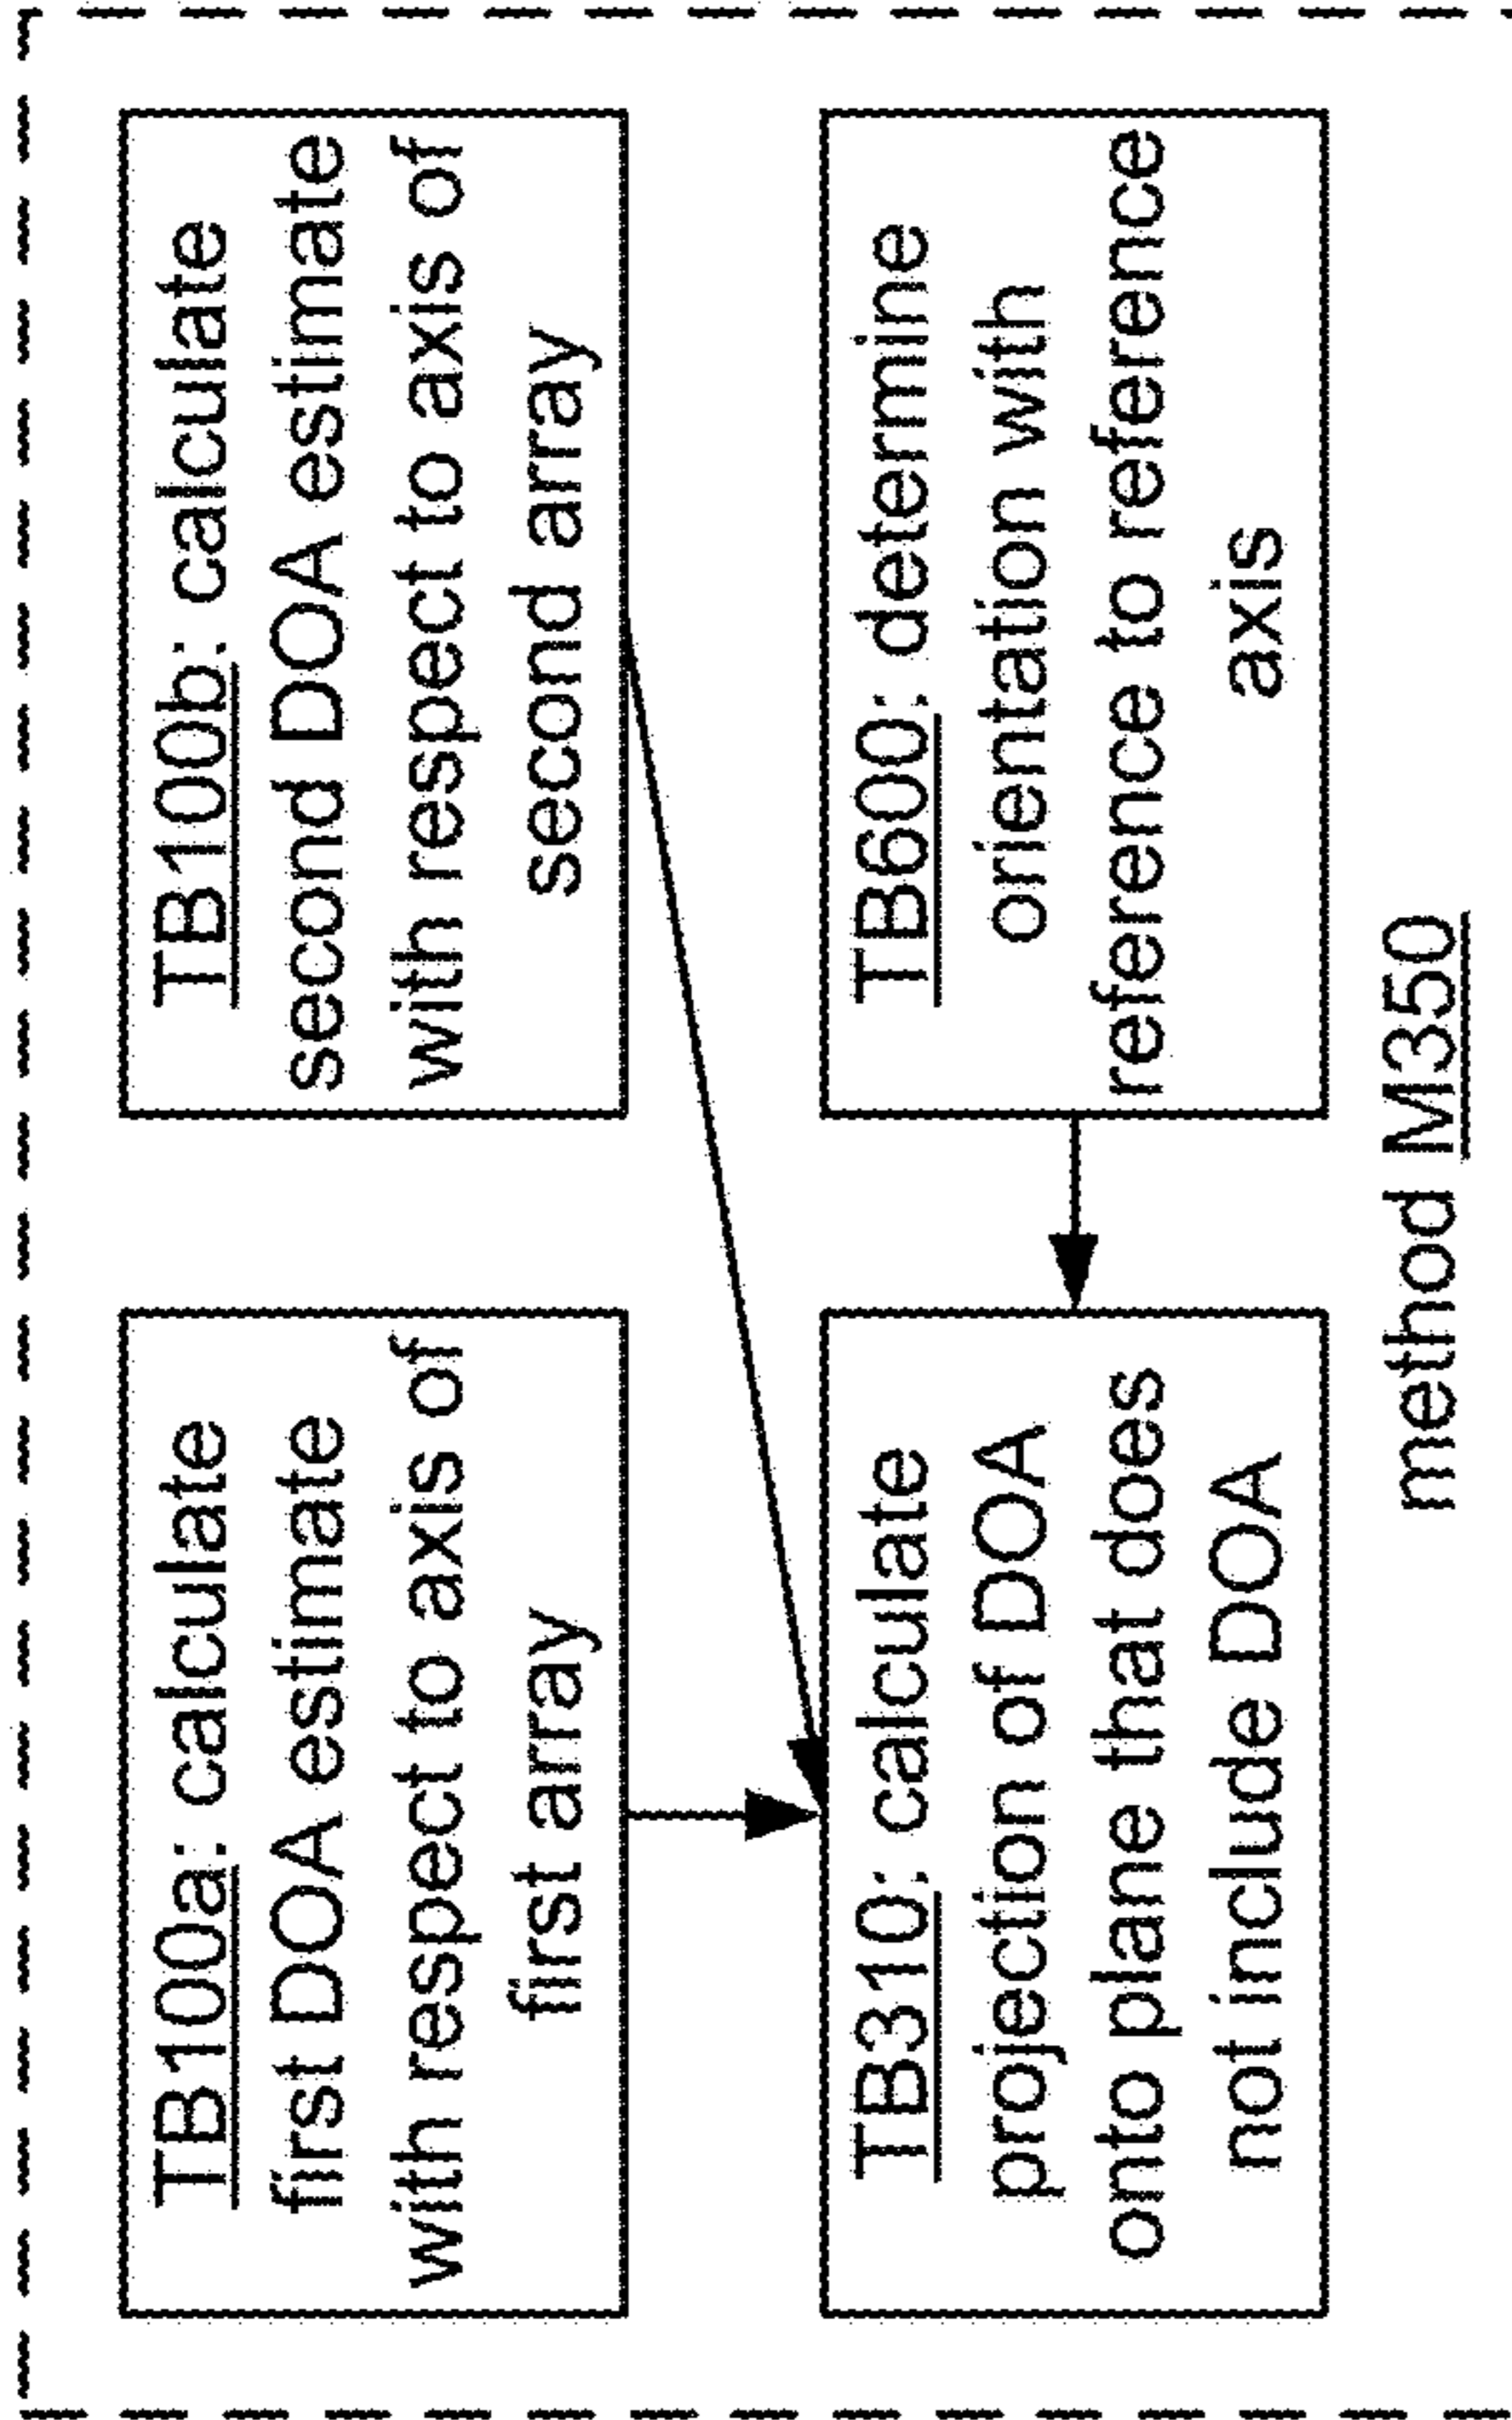 TB100a: calculate
first DOA estimate
with respect to axis of
first array
TB100b: calculate
second DOA estimate
with respect to axis of
second array
TB310: calculate
projection of DOA
onto plane that does
not include DOA
TB600: determine
orientation with
reference to reference
axis
method M350